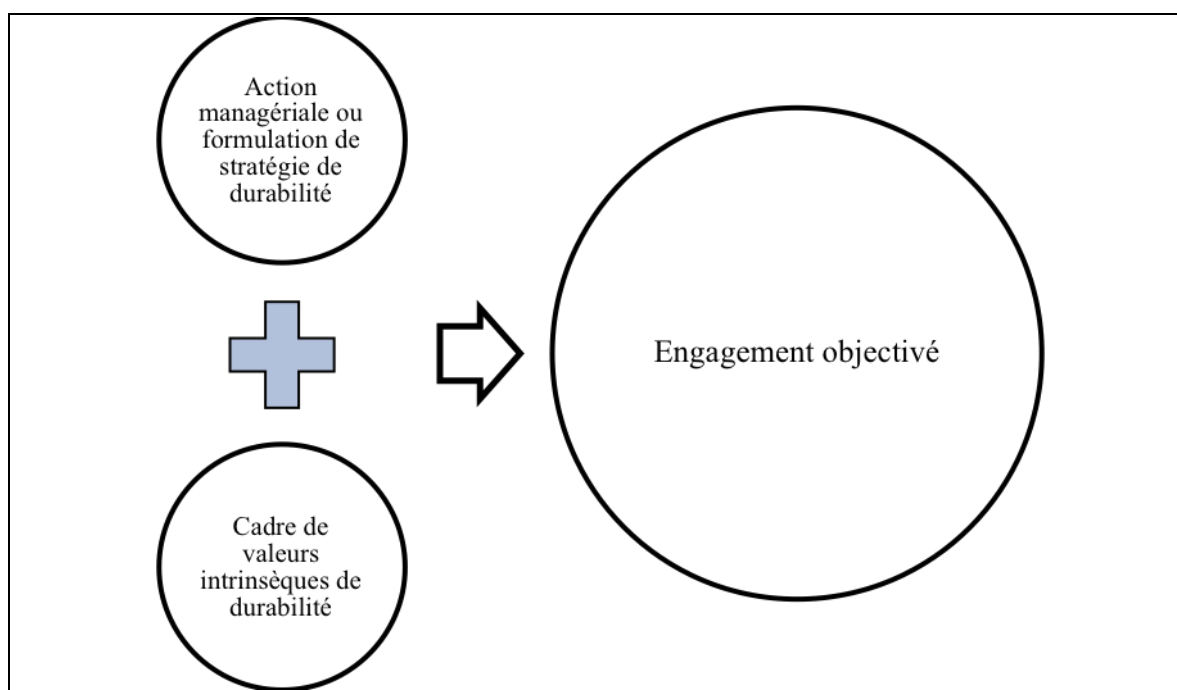 Action
managériale ou
formulation de
stratégie de
durabilité
Engagement objectivé
Cadre de
valeurs
intrinsèques de
durabilité